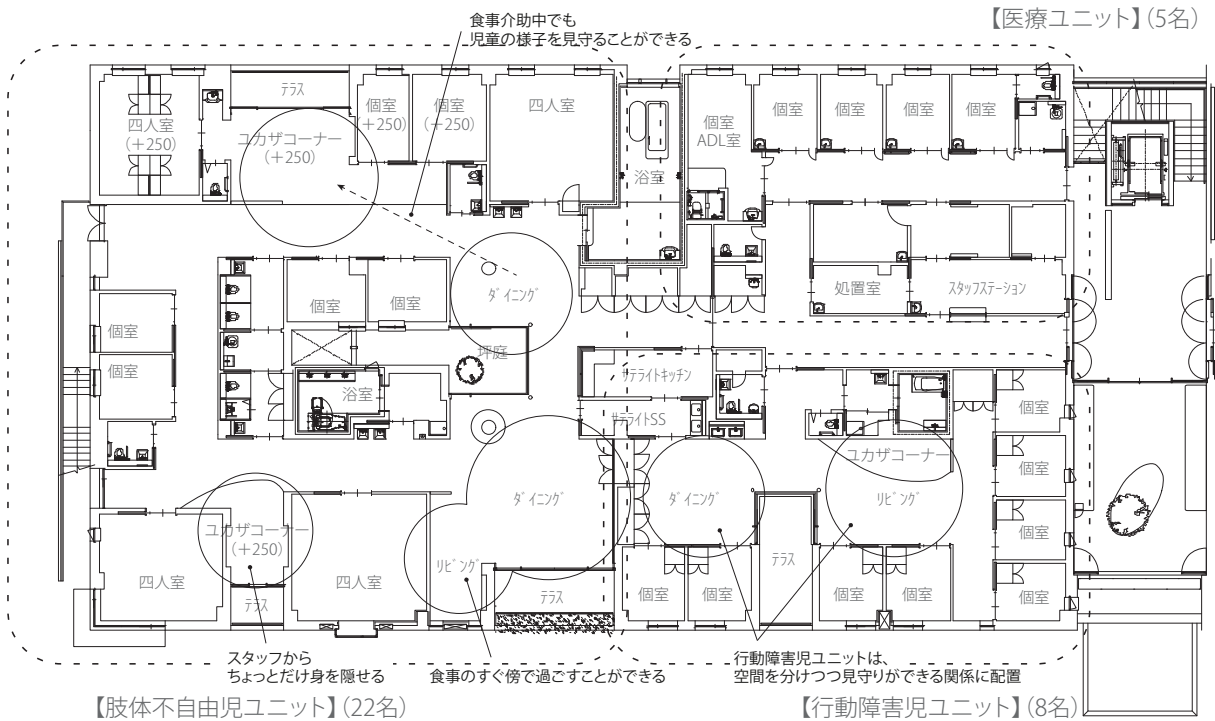 食事介助中でも
児童の様子を見守ることができる
【医療ユニット】(5名)
四人室
(+250)
テラス
ユカザコーナー
(+250)
個室
(+250)
個室
(+250)
四人室
浴室
個室
ADL室
個室
個室
個室
個室
個室
個室
ダイニング
処置室
スタッフステーション
個室
個室
坪庭
個室
浴室
サテライトキッチン
サテライトSS
個室
ユカザコーナー
個室
ダイニング
ダイニング
リビング
ユカザコーナー
(+250)
個室
四人室
四人室
リビング
テラス
テラス
個室
個室
テラス
個室
個室
個室
スタッフから
ちょっとだけ身を隠せる
食事のすぐ傍で過ごすことができる
行動障害児ユニットは、
空間を分けつつ見守りができる関係に配置
【肢体不自由児ユニット】(22名)
【行動障害児ユニット】(8名)